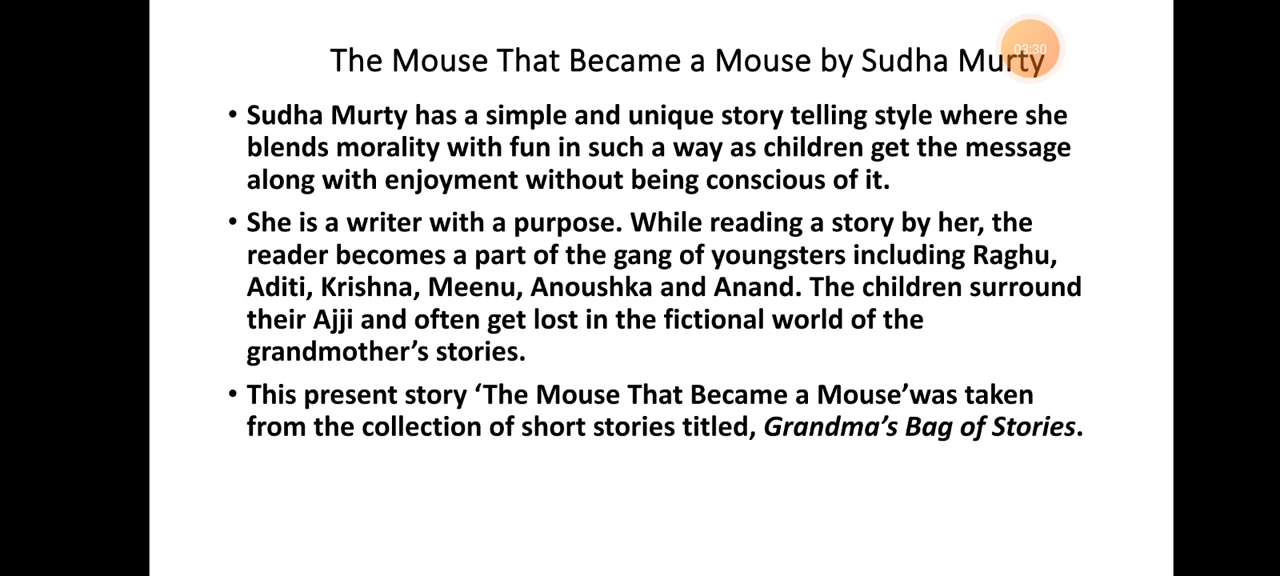 The Mouse That Became a Mouse by Sudha Murty
03:30
• Sudha Murty has a simple and unique story telling style where she
blends morality with fun in such a way as children get the message
along with enjoyment without being conscious of it.
• She is a writer with a purpose. While reading a story by her, the
reader becomes a part of the gang of youngsters including Raghu,
Aditi, Krishna, Meenu, Anoushka and Anand. The children surround
their Ajji and often get lost in the fictional world of the
grandmother’s stories.
• This present story ‘The Mouse That Became a Mouse’was taken
from the collection of short stories titled, Grandma’s Bag of Stories.